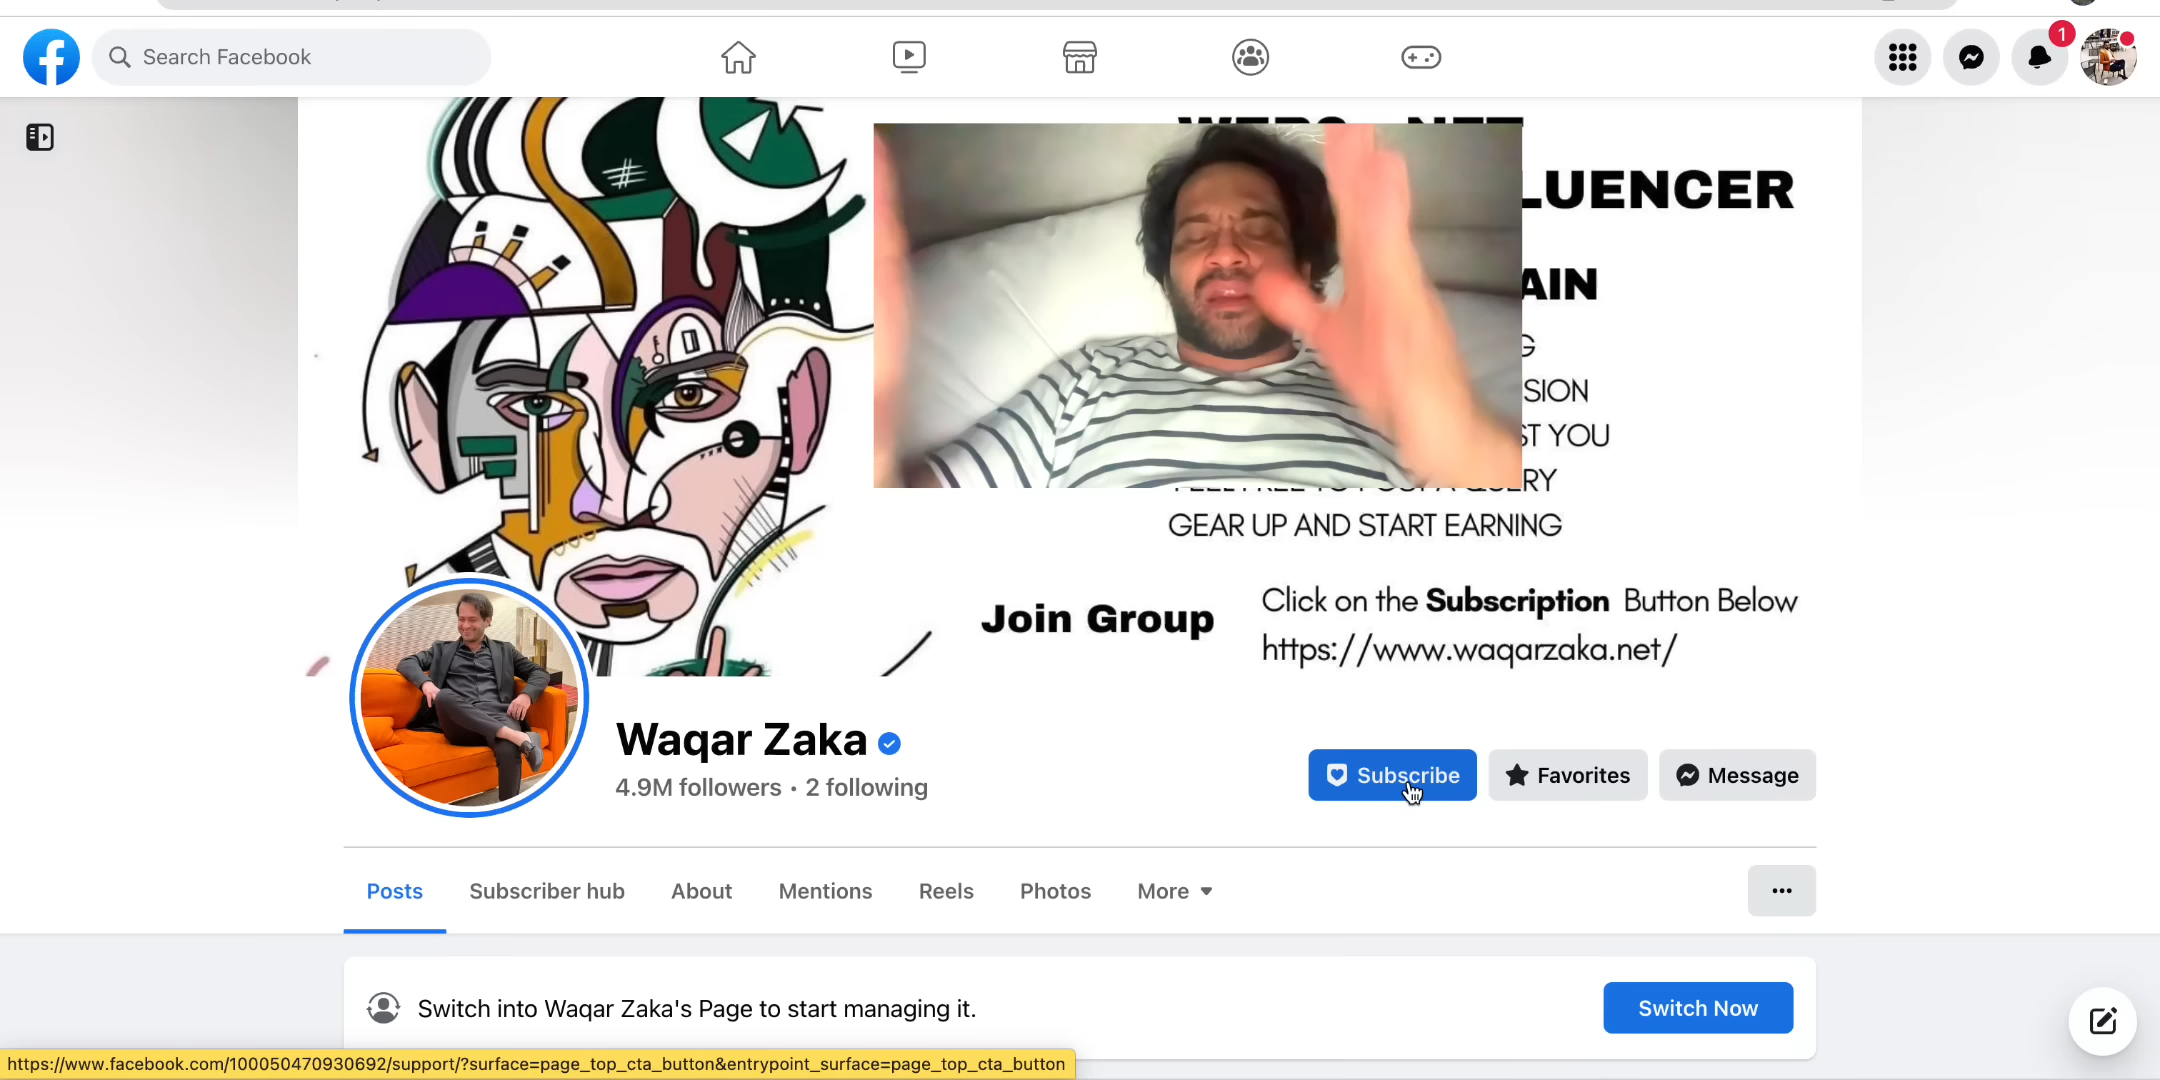 Search Facebook
1
LUENCER
AIN
G
SION
ST YOU
RY
GEAR UP AND START EARNING
Join Group
Click on the Subscription Button Below
https://www.waqarzaka.net/
Waqar Zaka
4.9M followers · 2 following
Subscribe
Favorites
Message
Posts
Subscriber hub
About
Mentions
Reels
Photos
More
Switch into Waqar Zaka's Page to start managing it.
Switch Now
https://www.facebook.com/100050470930692/support/?surface=page_top_cta_button&entrypoint_surface=page_top_cta_button